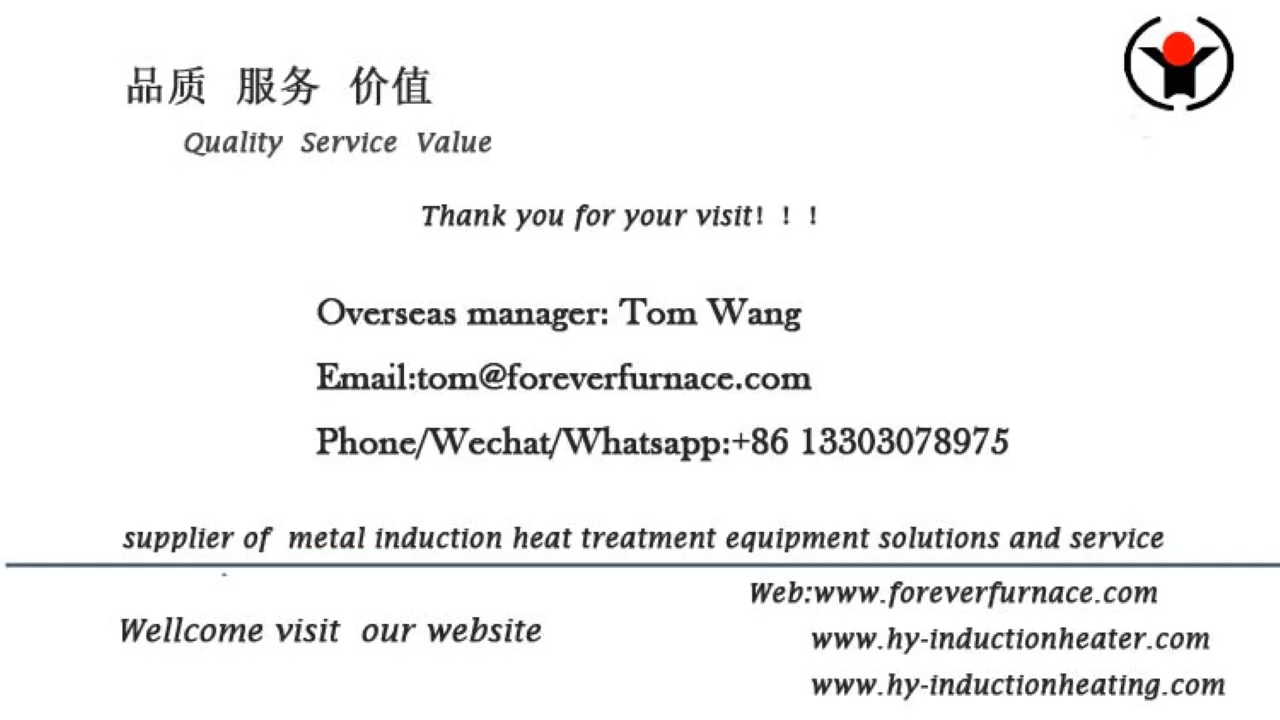 品质 服务 价值
Quality Service Value
Thank you for your visit！！！
Overseas manager: Tom Wang
Email:tom@foreverfurnace.com
Phone/Wechat/Whatsapp:+86 13303078975
supplier of metal induction heat treatment equipment solutions and service
Web:www.foreverfurnace.com
Wellcome visit our website
www.hy-inductionheater.com
www.hy-inductionheating.com